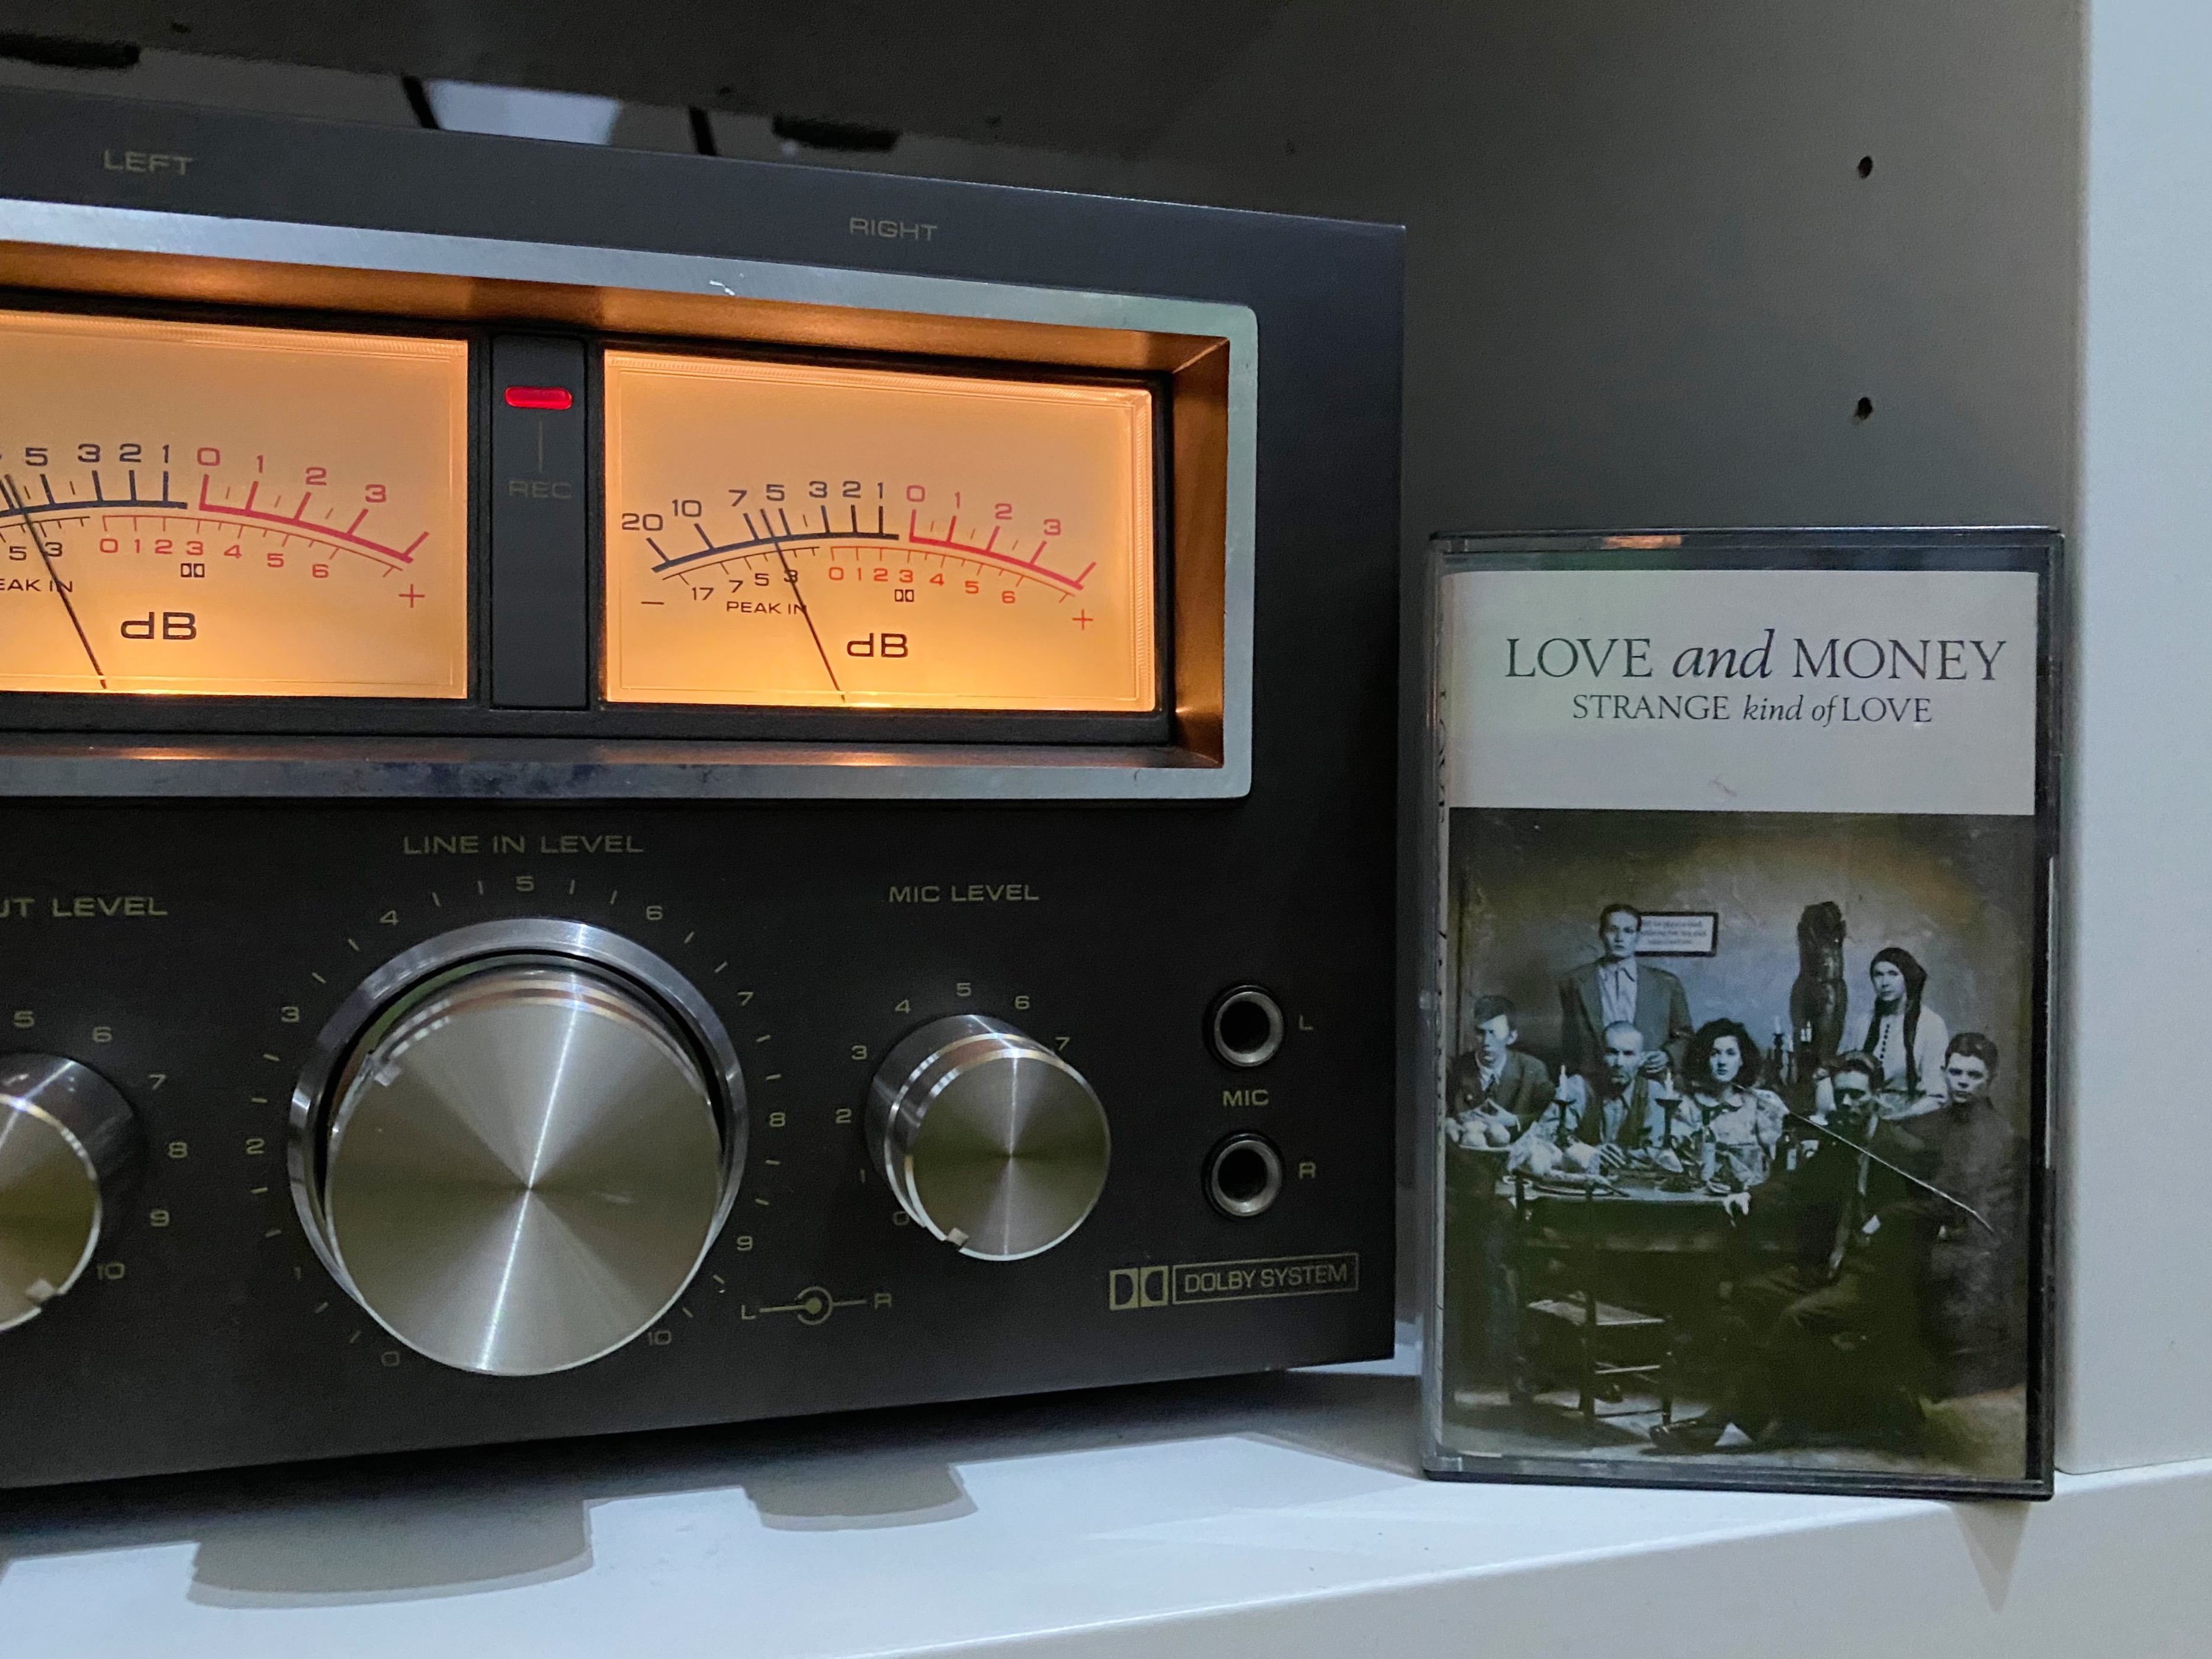 LEFT
RIGHT
5 3 2 1 0 1 2 3
5 3 0 1 2 3 4 5 6
EAK IN
+
dB
REC
20 10 7 5 3 2 1 0 1 2 3
17 7 5 3 0 1 2 3 4 5 6
− PEAK IN +
dB
LOVE and MONEY
STRANGE kind of LOVE
UT LEVEL
5 6 7 8 9 10
LINE IN LEVEL
0 1 2 3 4 5 6 7 8 9 10
L R
MIC LEVEL
0 1 2 3 4 5 6 7
L
MIC
R
DOLBY SYSTEM